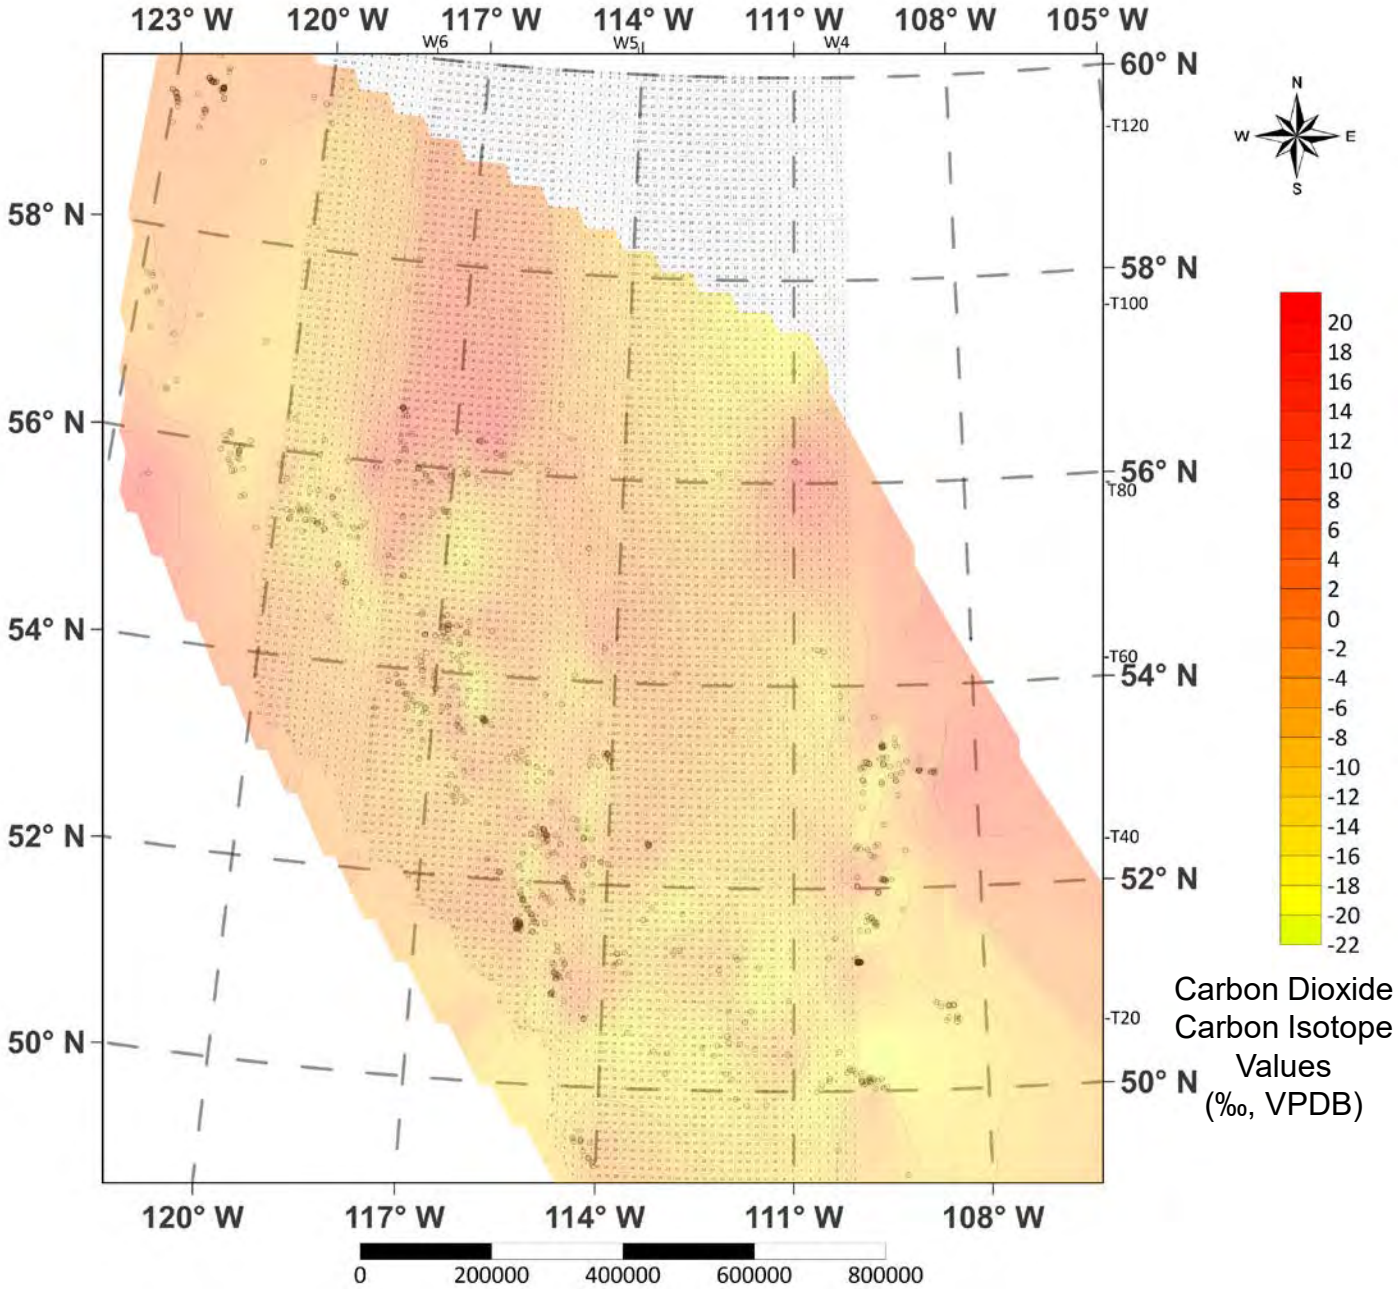 123° W 120° W 117° W 114° W 111° W 108° W 105° W
W6 W5 W4
60° N
N
W E
S
T120
58° N
58° N
T100
20
18
16
14
12
10
8
6
4
2
0
-2
-4
-6
-8
-10
-12
-14
-16
-18
-20
-22
56° N
56° N
T80
54° N
T60
54° N
52° N
T40
52° N
Carbon Dioxide
Carbon Isotope
Values
(‰, VPDB)
T20
50° N
50° N
120° W 117° W 114° W 111° W 108° W
0 200000 400000 600000 800000